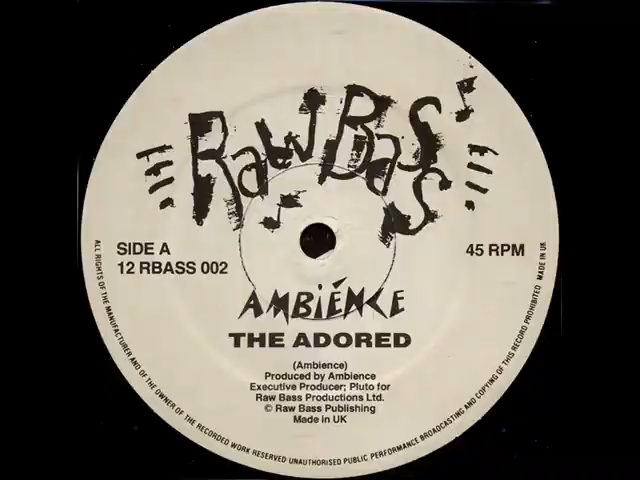 Raw Bass
SIDE A
12 RBASS 002
45 RPM
AMBiÉNCE
THE ADORED
(Ambience)
Produced by Ambience
Executive Producer; Pluto for
Raw Bass Productions Ltd.
© Raw Bass Publishing
Made in UK
ALL RIGHTS OF THE MANUFACTURER AND OF THE OWNER OF THE RECORDED WORK RESERVED UNAUTHORISED PUBLIC PERFORMANCE BROADCASTING AND COPYING OF THIS RECORD PROHIBITED MADE IN UK